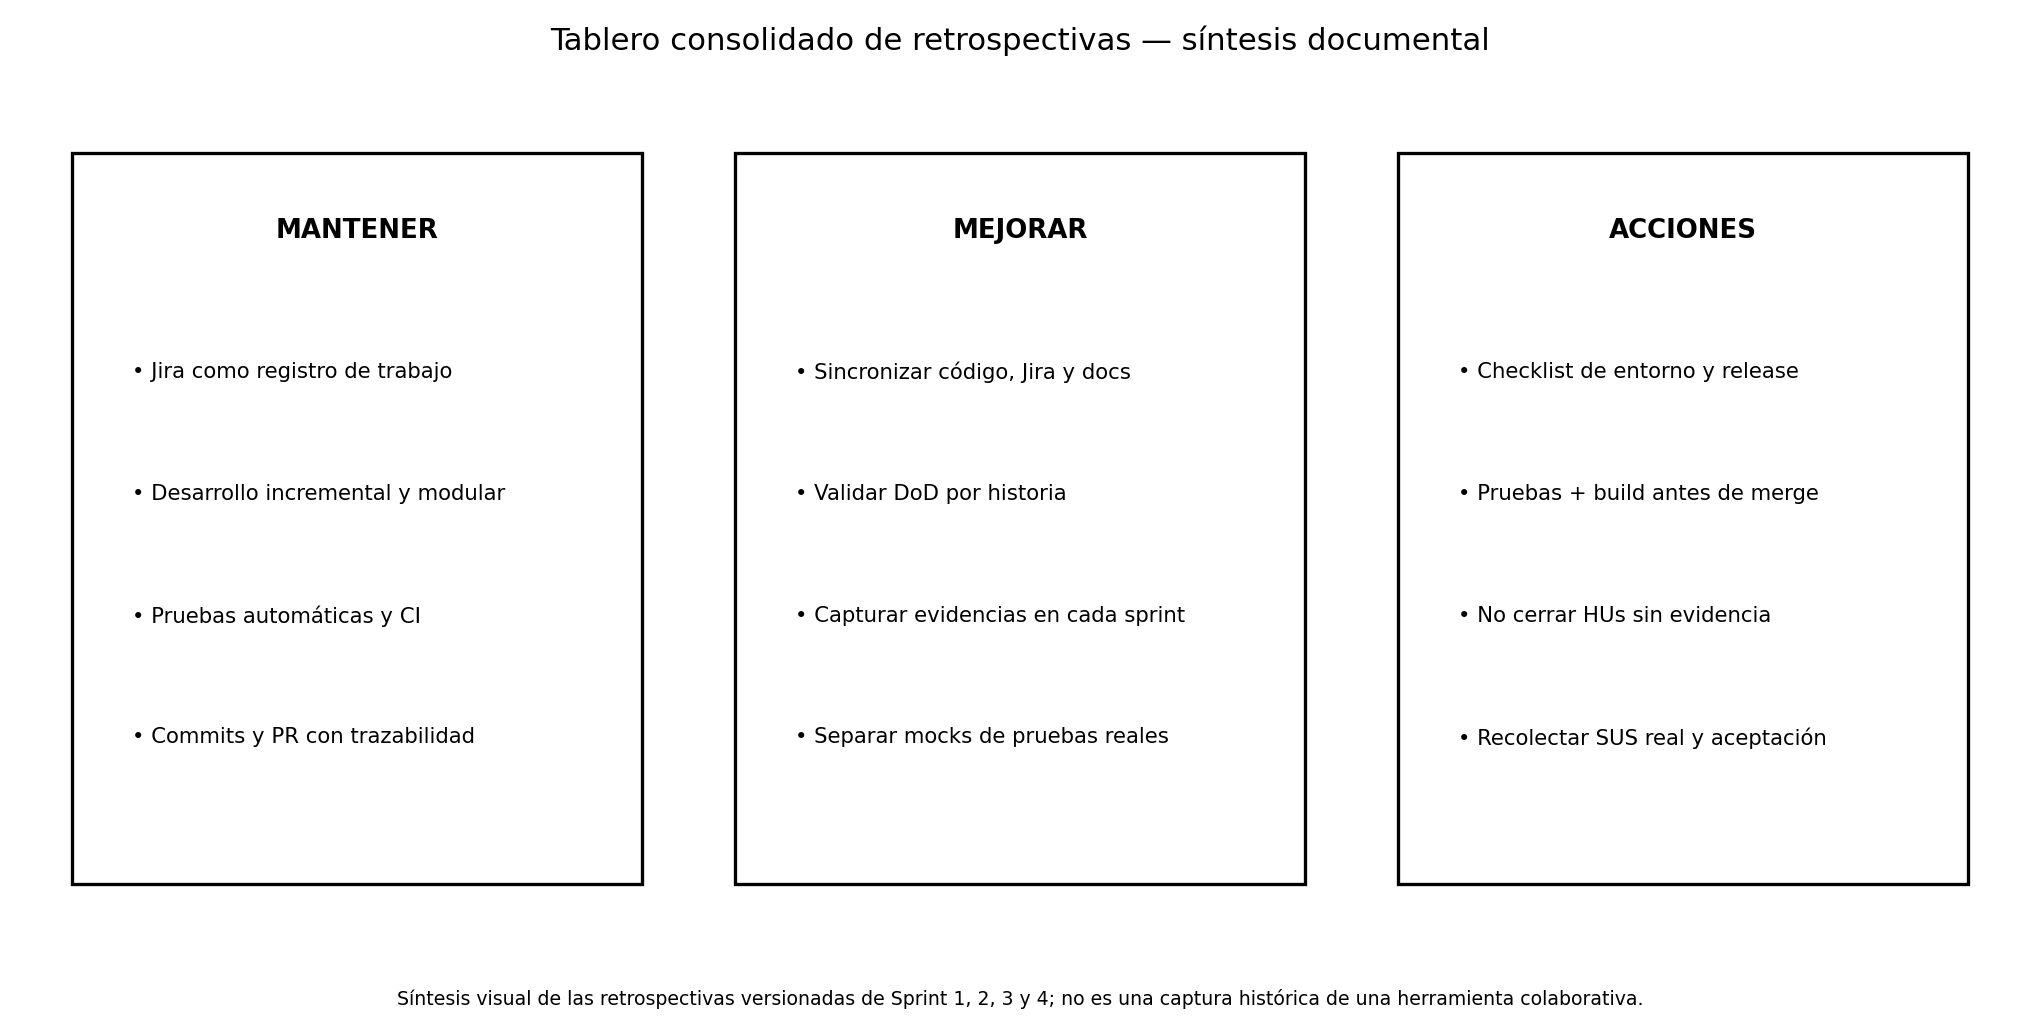 Tablero consolidado de retrospectivas — síntesis documental
MANTENER
• Jira como registro de trabajo
• Desarrollo incremental y modular
• Pruebas automáticas y CI
• Commits y PR con trazabilidad
MEJORAR
• Sincronizar código, Jira y docs
• Validar DoD por historia
• Capturar evidencias en cada sprint
• Separar mocks de pruebas reales
ACCIONES
• Checklist de entorno y release
• Pruebas + build antes de merge
• No cerrar HUs sin evidencia
• Recolectar SUS real y aceptación
Síntesis visual de las retrospectivas versionadas de Sprint 1, 2, 3 y 4; no es una captura histórica de una herramienta colaborativa.